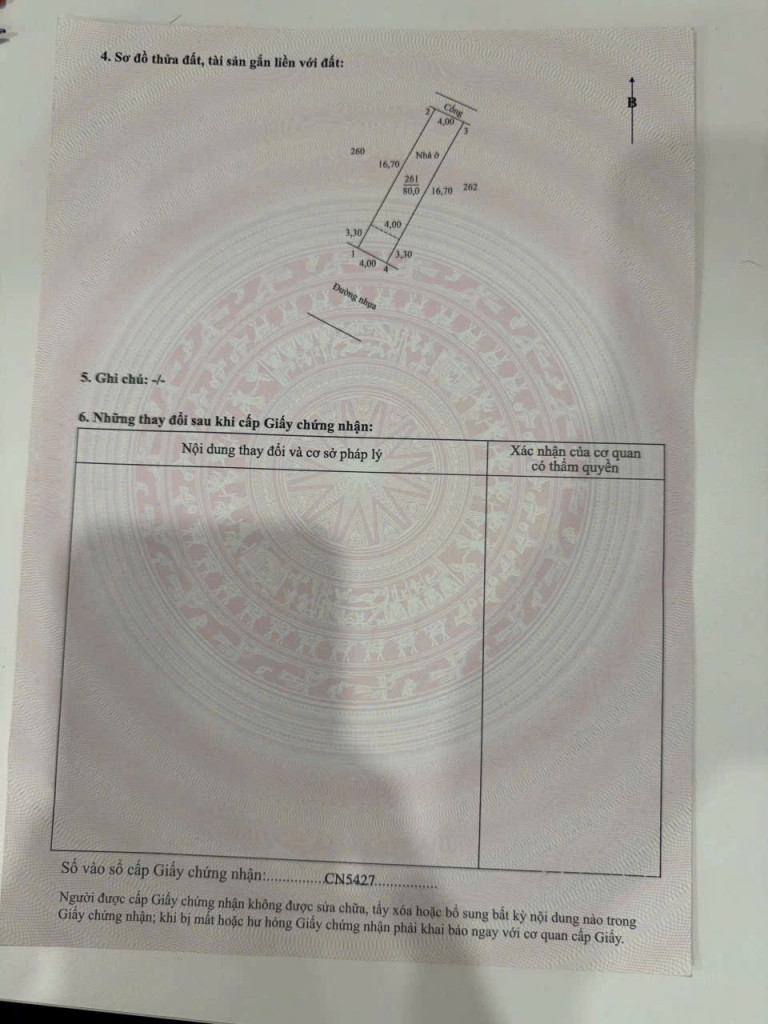 4. Sơ đồ thửa đất, tài sản gắn liền với đất:
B
Cống
2
4,00
3
260
Nhà ở
16,70
261
80,0
16,70
262
4,00
3,30
1
3,30
4,00
4
Đường nhựa
5. Ghi chú: -/-
6. Những thay đổi sau khi cấp Giấy chứng nhận:
Nội dung thay đổi và cơ sở pháp lý
Xác nhận của cơ quan
có thẩm quyền
Số vào sổ cấp Giấy chứng nhận:...............CN5427................
Người được cấp Giấy chứng nhận không được sửa chữa, tẩy xóa hoặc bổ sung bất kỳ nội dung nào trong
Giấy chứng nhận; khi bị mất hoặc hư hỏng Giấy chứng nhận phải khai báo ngay với cơ quan cấp Giấy.